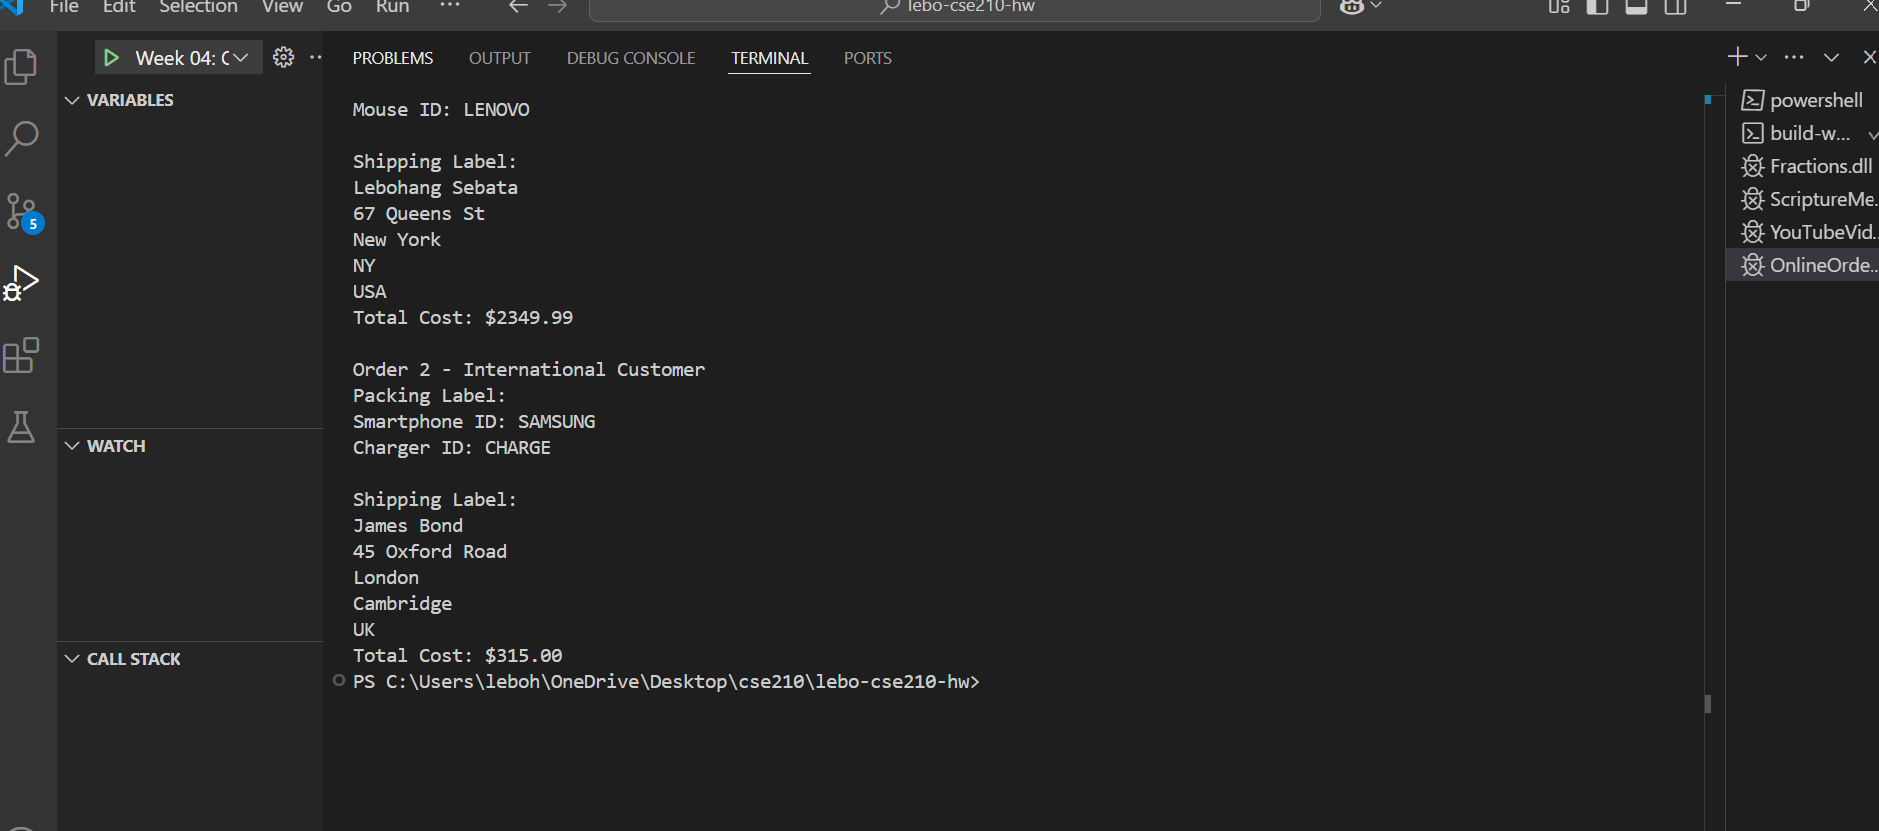 File Edit Selection View Go Run ··· lebo-cse210-hw
Week 04: ··
PROBLEMS OUTPUT DEBUG CONSOLE TERMINAL PORTS
VARIABLES
5
WATCH
CALL STACK
Mouse ID: LENOVO
Shipping Label:
Lebohang Sebata
67 Queens St
New York
NY
USA
Total Cost: $2349.99
Order 2 - International Customer
Packing Label:
Smartphone ID: SAMSUNG
Charger ID: CHARGE
Shipping Label:
James Bond
45 Oxford Road
London
Cambridge
UK
Total Cost: $315.00
PS C:\Users\leboh\OneDrive\Desktop\cse210\lebo-cse210-hw>
powershell
build-w...
Fractions.dll
ScriptureMe...
YouTubeVid...
OnlineOrde...